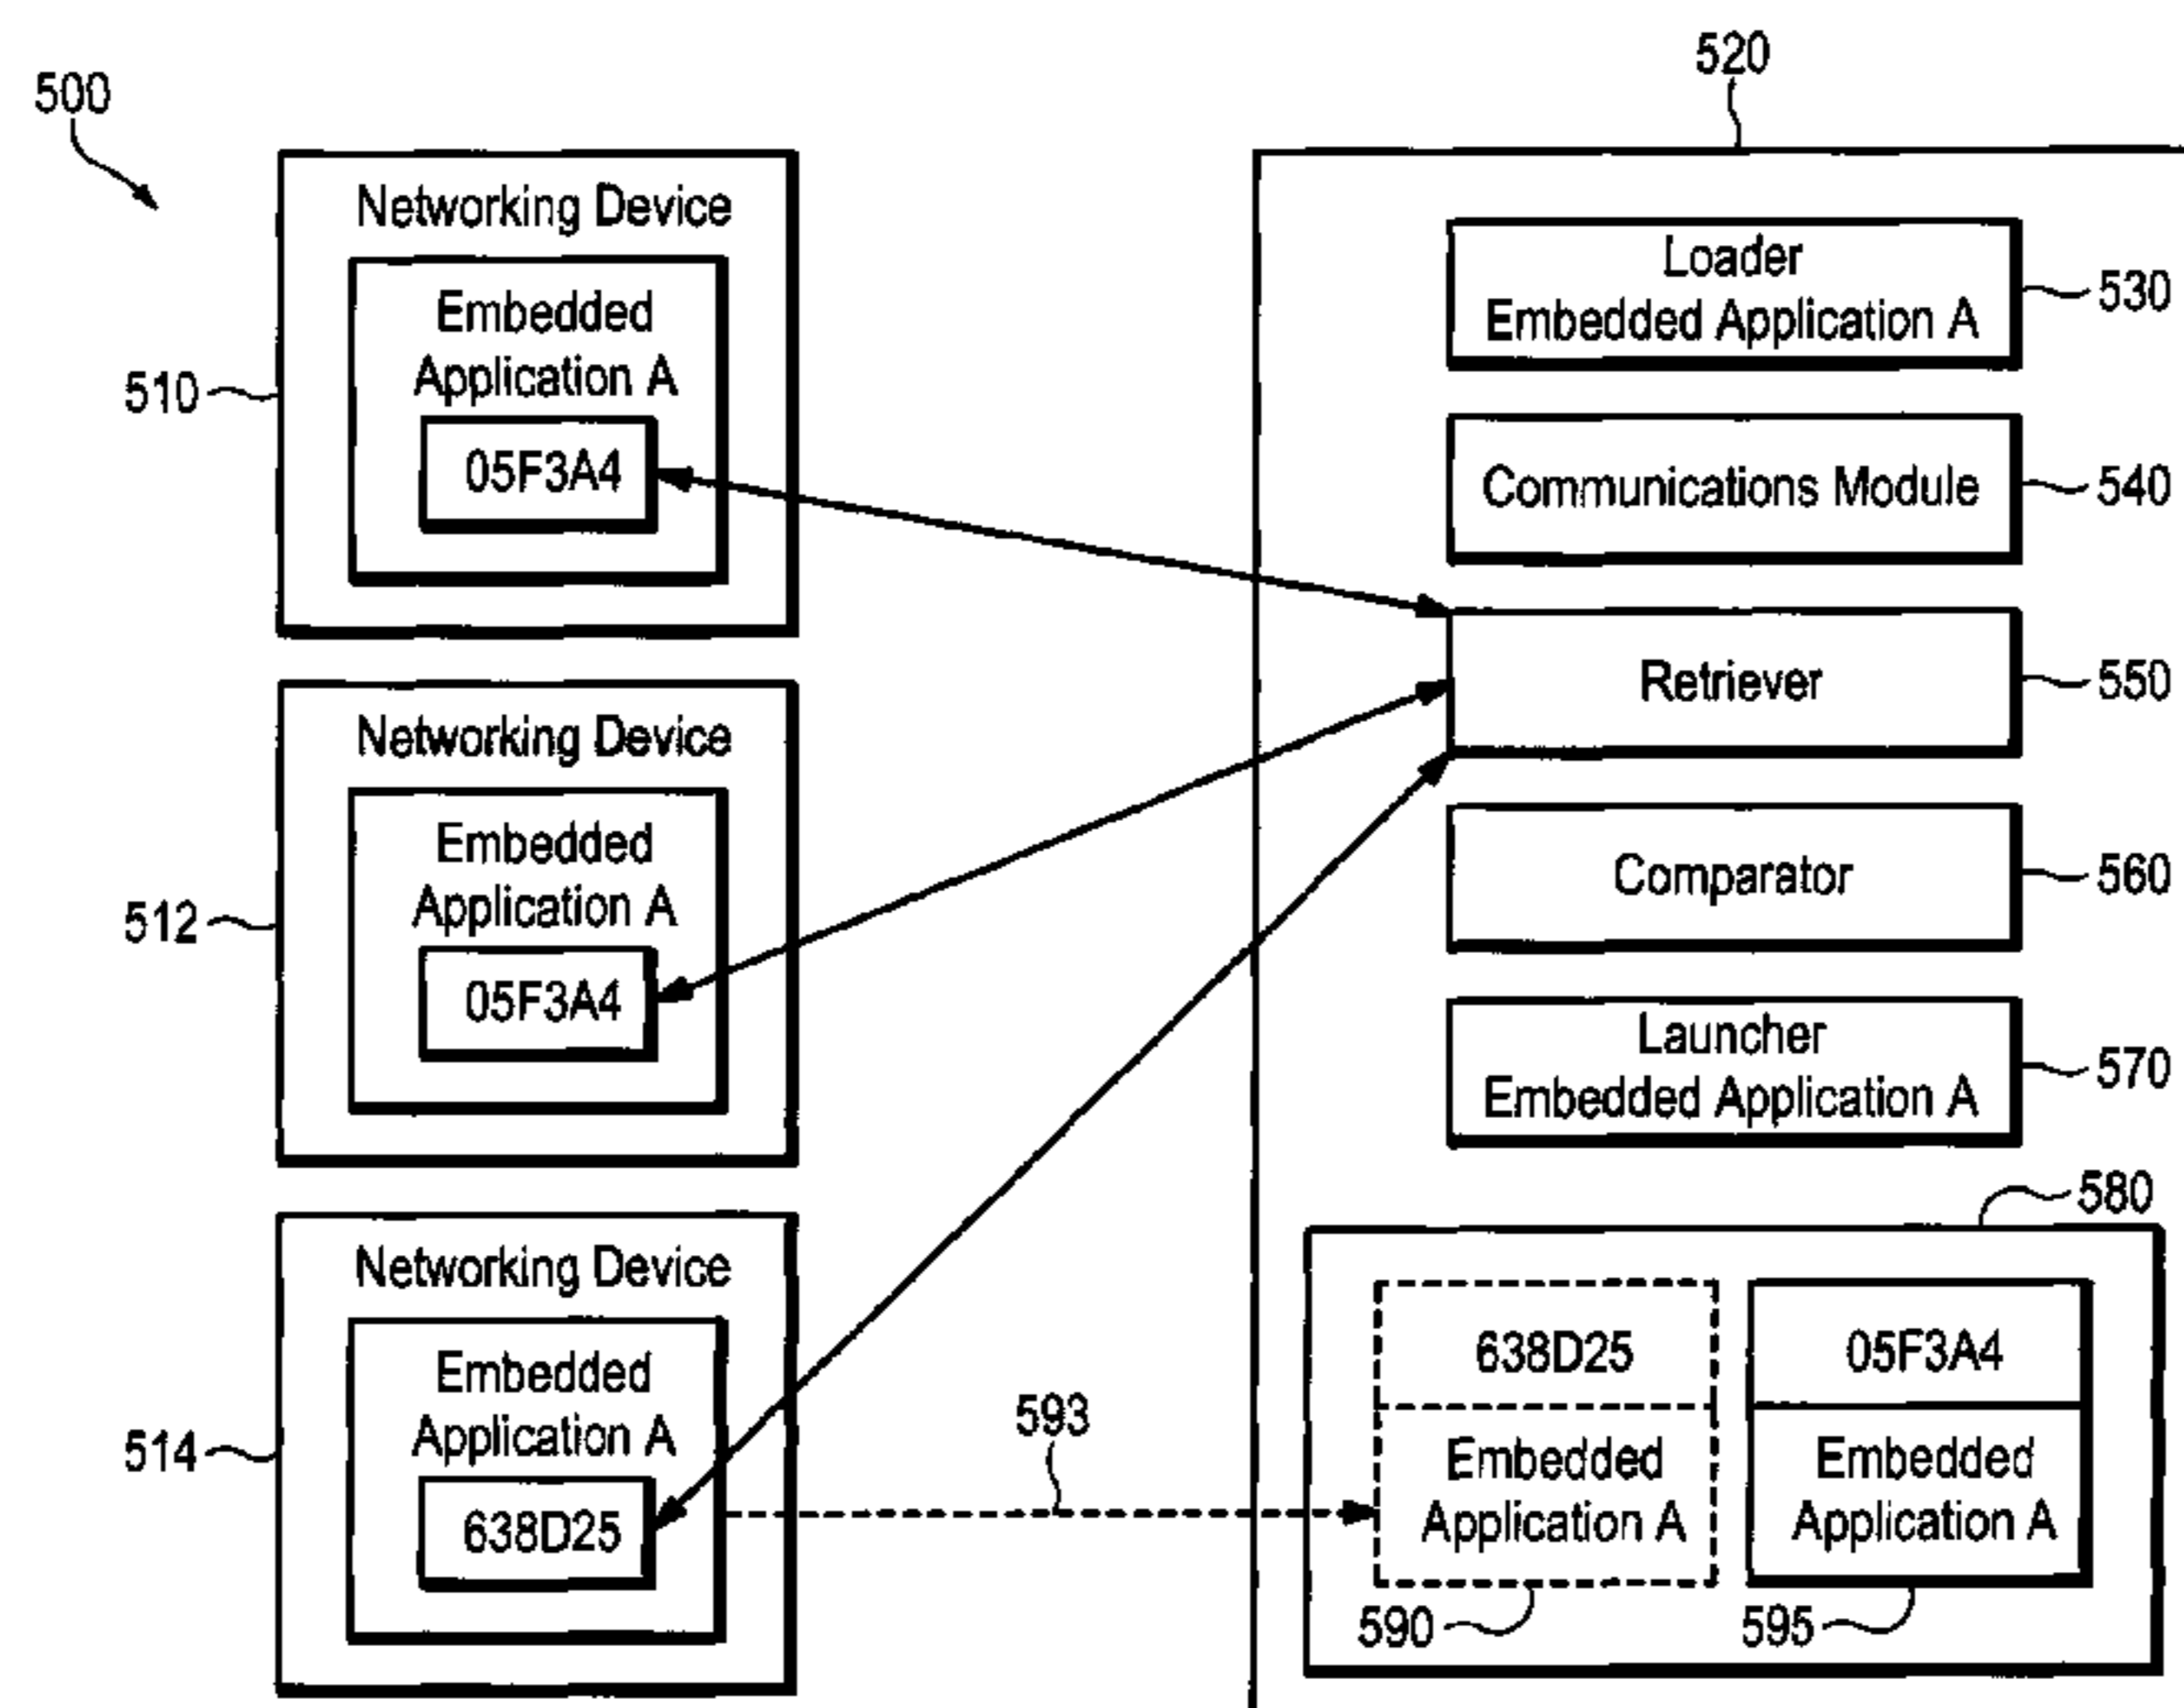 500
520
Networking Device
Embedded
Application A
05F3A4
510
Networking Device
Embedded
Application A
05F3A4
512
Networking Device
Embedded
Application A
638D25
514
593
Loader
Embedded Application A
530
Communications Module
540
Retriever
550
Comparator
560
Launcher
Embedded Application A
570
580
638D25
Embedded
Application A
590
05F3A4
Embedded
Application A
595